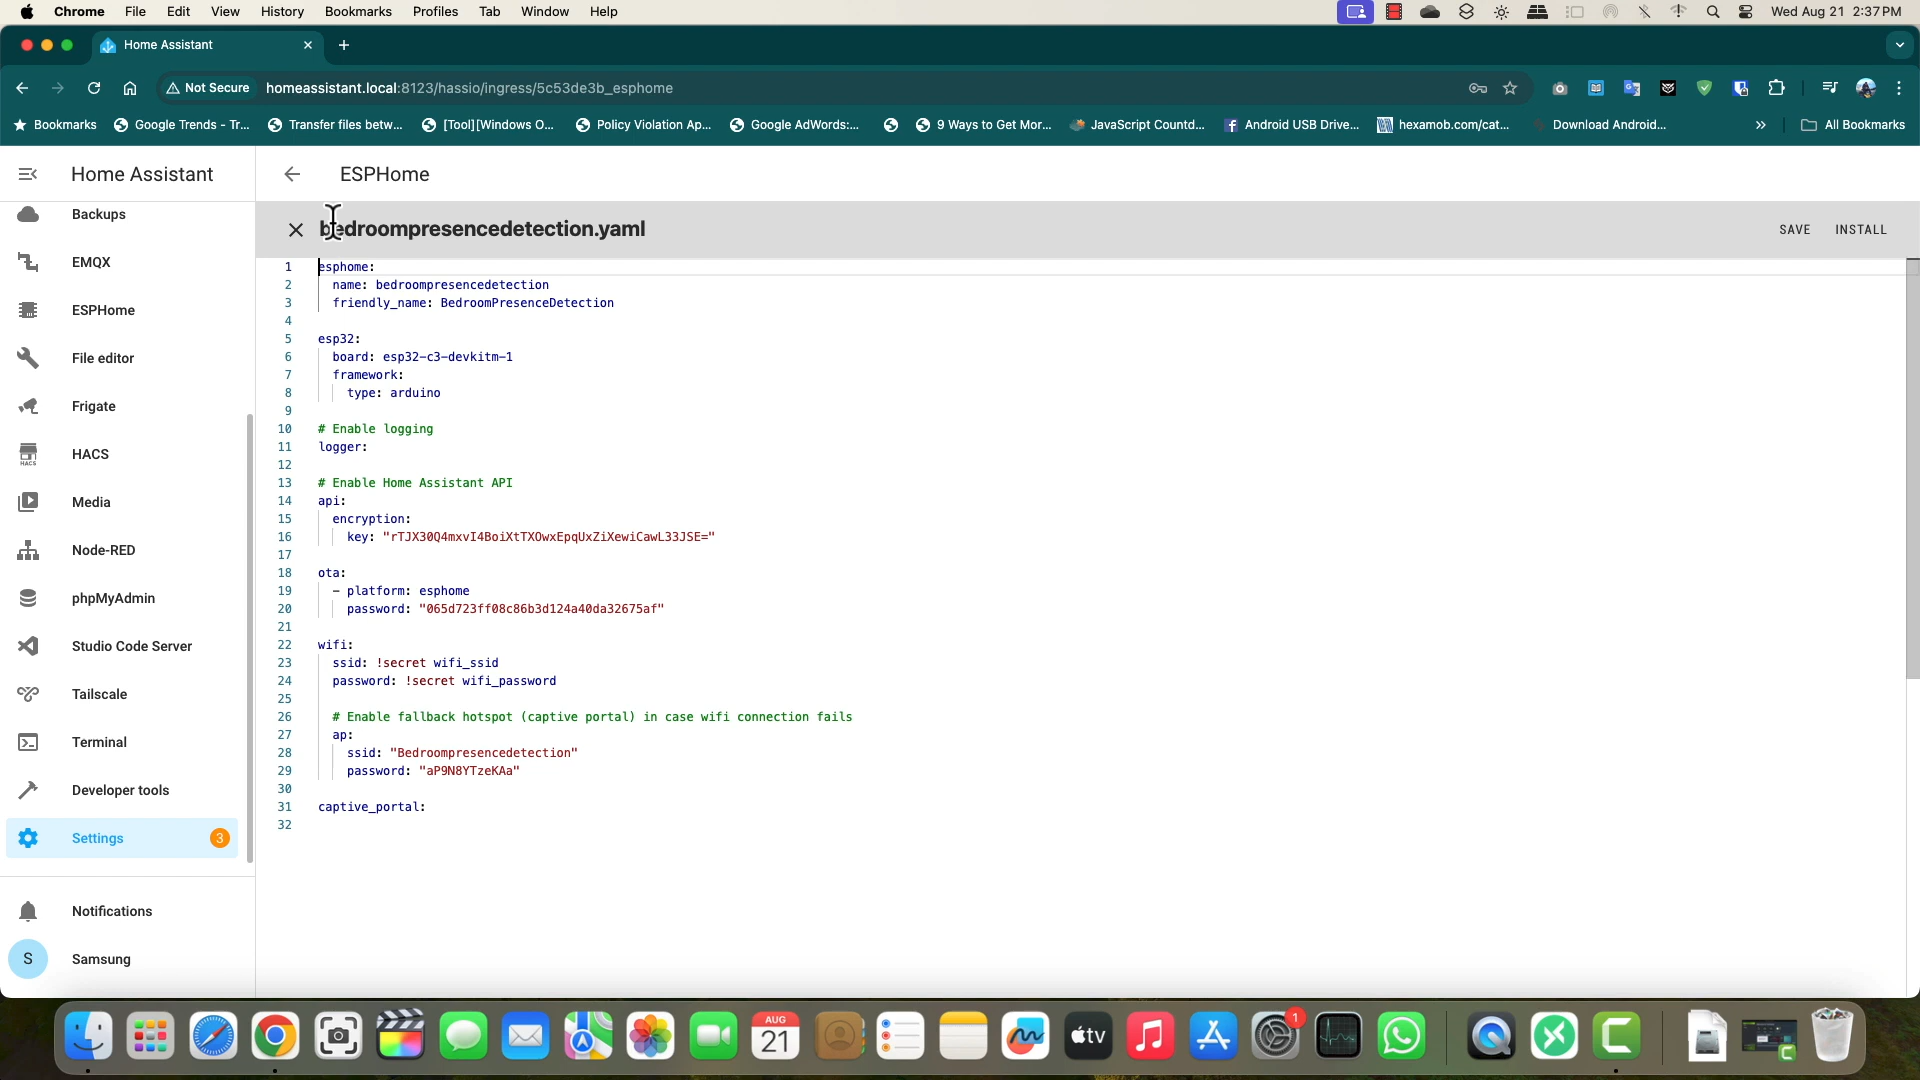 Chrome File Edit View History Bookmarks Profiles Tab Window Help Wed Aug 21 2:37 PM
Home Assistant
Not Secure homeassistant.local:8123/hassio/ingress/5c53de3b_esphome
Bookmarks Google Trends - Tr... Transfer files betw... [Tool][Windows O... Policy Violation Ap... Google AdWords:... 9 Ways to Get Mor... JavaScript Countd... Android USB Drive... hexamob.com/cat... Download Android... » All Bookmarks
Home Assistant
Backups
EMQX
ESPHome
File editor
Frigate
HACS
HACS
Media
Node-RED
phpMyAdmin
Studio Code Server
Tailscale
Terminal
Developer tools
Settings 3
Notifications
S Samsung
ESPHome
bedroompresencedetection.yaml SAVE INSTALL
1 esphome:
2 name: bedroompresencedetection
3 friendly_name: BedroomPresenceDetection
4
5 esp32:
6 board: esp32-c3-devkitm-1
7 framework:
8 type: arduino
9
10 # Enable logging
11 logger:
12
13 # Enable Home Assistant API
14 api:
15 encryption:
16 key: "rTJX30Q4mxvI4BoiXtTXOwxEpqUxZiXewiCawL33JSE="
17
18 ota:
19 - platform: esphome
20 password: "065d723ff08c86b3d124a40da32675af"
21
22 wifi:
23 ssid: !secret wifi_ssid
24 password: !secret wifi_password
25
26 # Enable fallback hotspot (captive portal) in case wifi connection fails
27 ap:
28 ssid: "Bedroompresencedetection"
29 password: "aP9N8YTzeKAa"
30
31 captive_portal:
32
AUG
21
tv
1